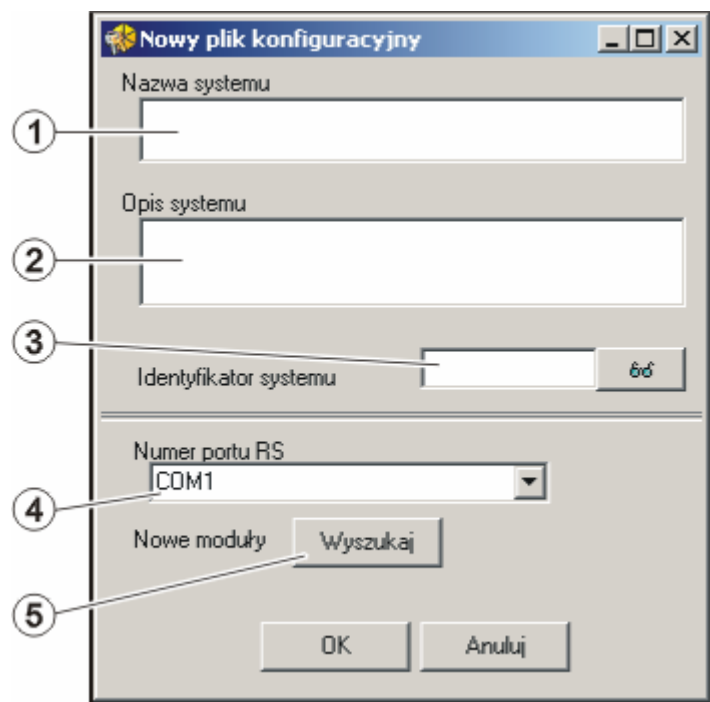 Nowy plik konfiguracyjny
Nazwa systemu
1
Opis systemu
2
3
Identyfikator systemu
Numer portu RS
COM1
4
Nowe moduły Wyszukaj
5
OK Anuluj